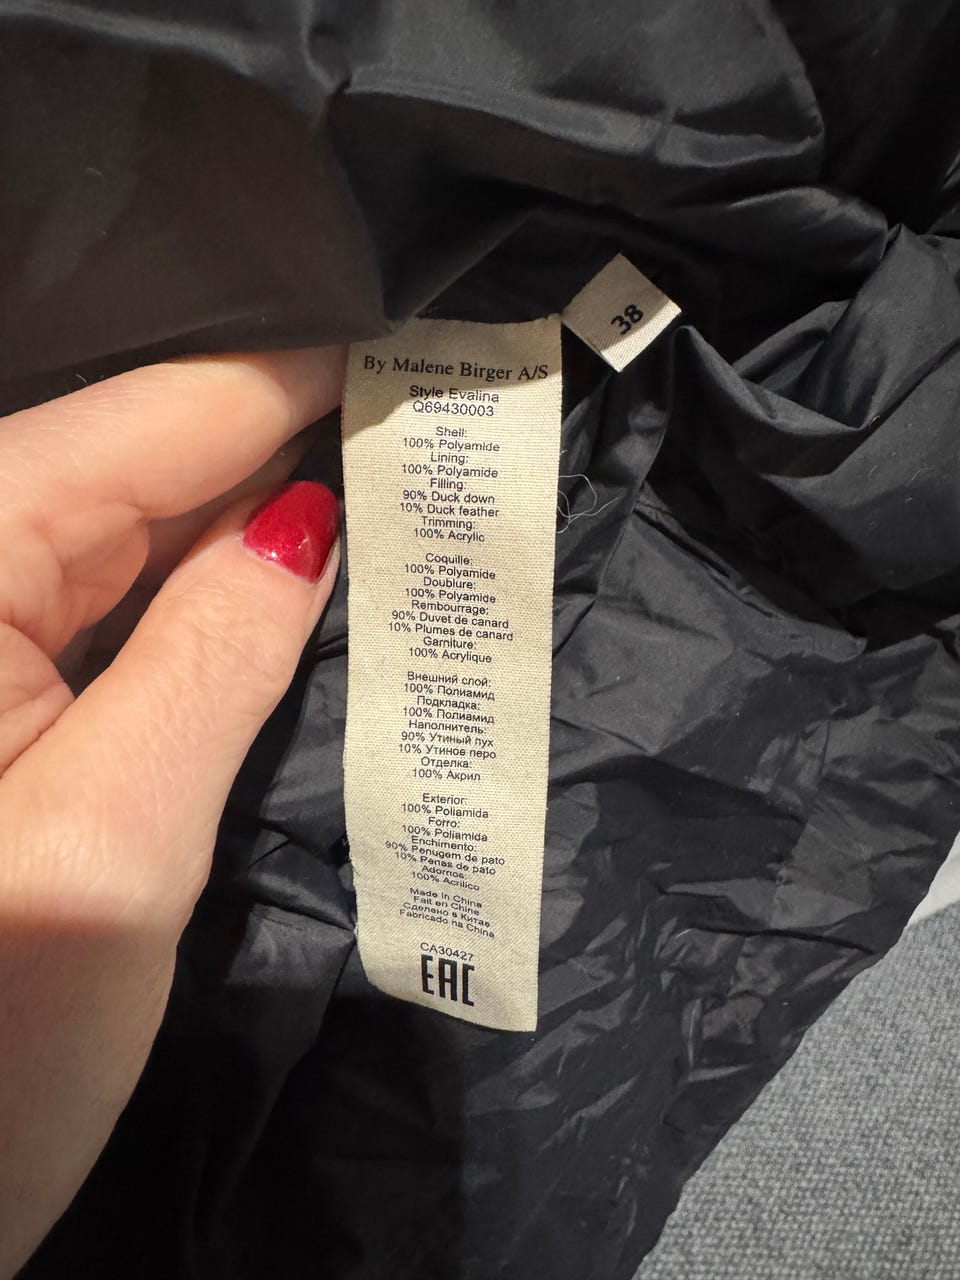 38
By Malene Birger A/S
Style Evalina
Q69430003
Shell:
100% Polyamide
Lining:
100% Polyamide
Filling:
90% Duck down
10% Duck feather
Trimming:
100% Acrylic
Coquille:
100% Polyamide
Doublure:
100% Polyamide
Rembourrage:
90% Duvet de canard
10% Plumes de canard
Garniture:
100% Acrylique
Внешний слой:
100% Полиамид
Подкладка:
100% Полиамид
Наполнитель:
90% Утиный пух
10% Утиное перо
Отделка:
100% Акрил
Exterior:
100% Poliamida
Forro:
100% Poliamida
Enchimento:
90% Penugem de pato
10% Penas de pato
Adornos:
100% Acrílico
Made in China
Fait en Chine
Сделано в Китае
Fabricado na China
CA30427
EAC